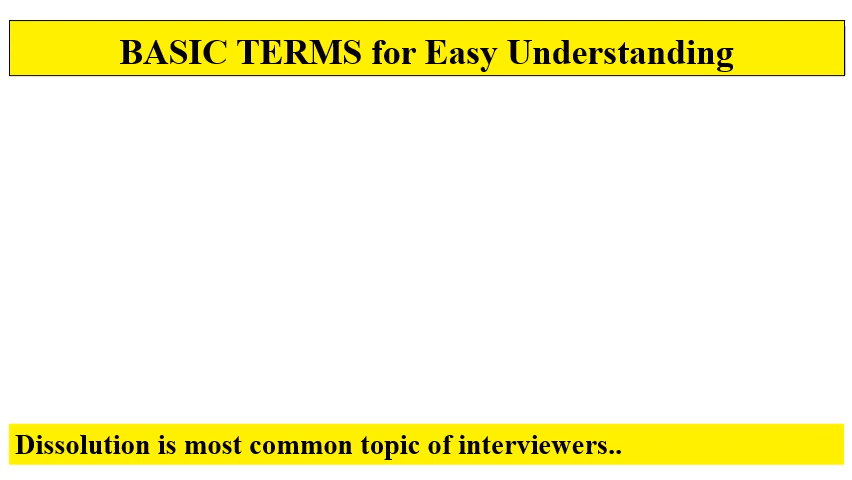 BASIC TERMS for Easy Understanding
Dissolution is most common topic of interviewers..